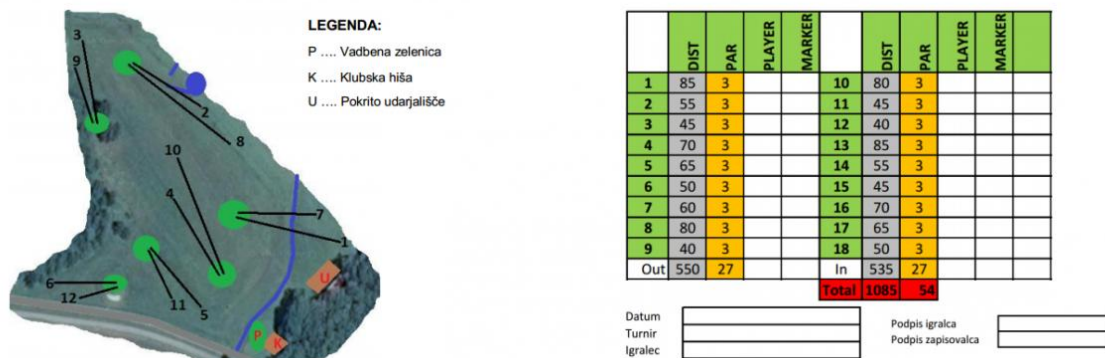 3
9
2
8
10
4
7
1
6
12
11
5
U
P
K
LEGENDA:
P .... Vadbena zelenica
K .... Klubska hiša
U .... Pokrito udarjališče
DIST PAR PLAYER MARKER DIST PAR PLAYER MARKER
1 85 3 10 80 3
2 55 3 11 45 3
3 45 3 12 40 3
4 70 3 13 85 3
5 65 3 14 55 3
6 50 3 15 45 3
7 60 3 16 70 3
8 80 3 17 65 3
9 40 3 18 50 3
Out 550 27 In 535 27
Total 1085 54
Datum
Turnir
Igralec
Podpis igralca
Podpis zapisovalca